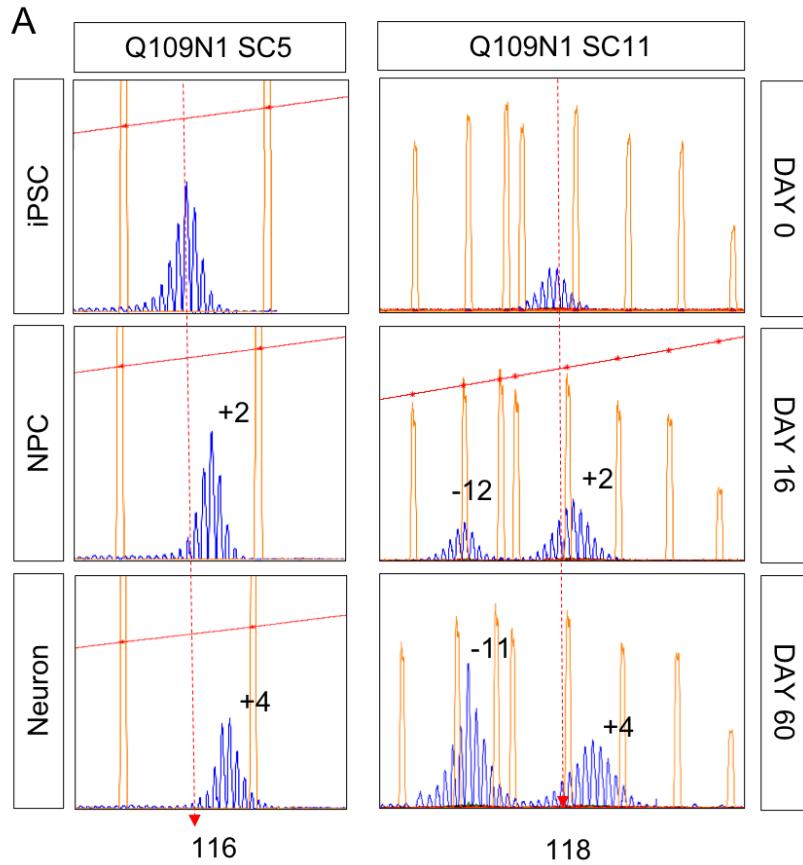 A
Q109N1 SC5
Q109N1 SC11
iPSC
DAY 0
NPC
+2
-12
+2
DAY 16
Neuron
+4
-11
+4
DAY 60
116
118